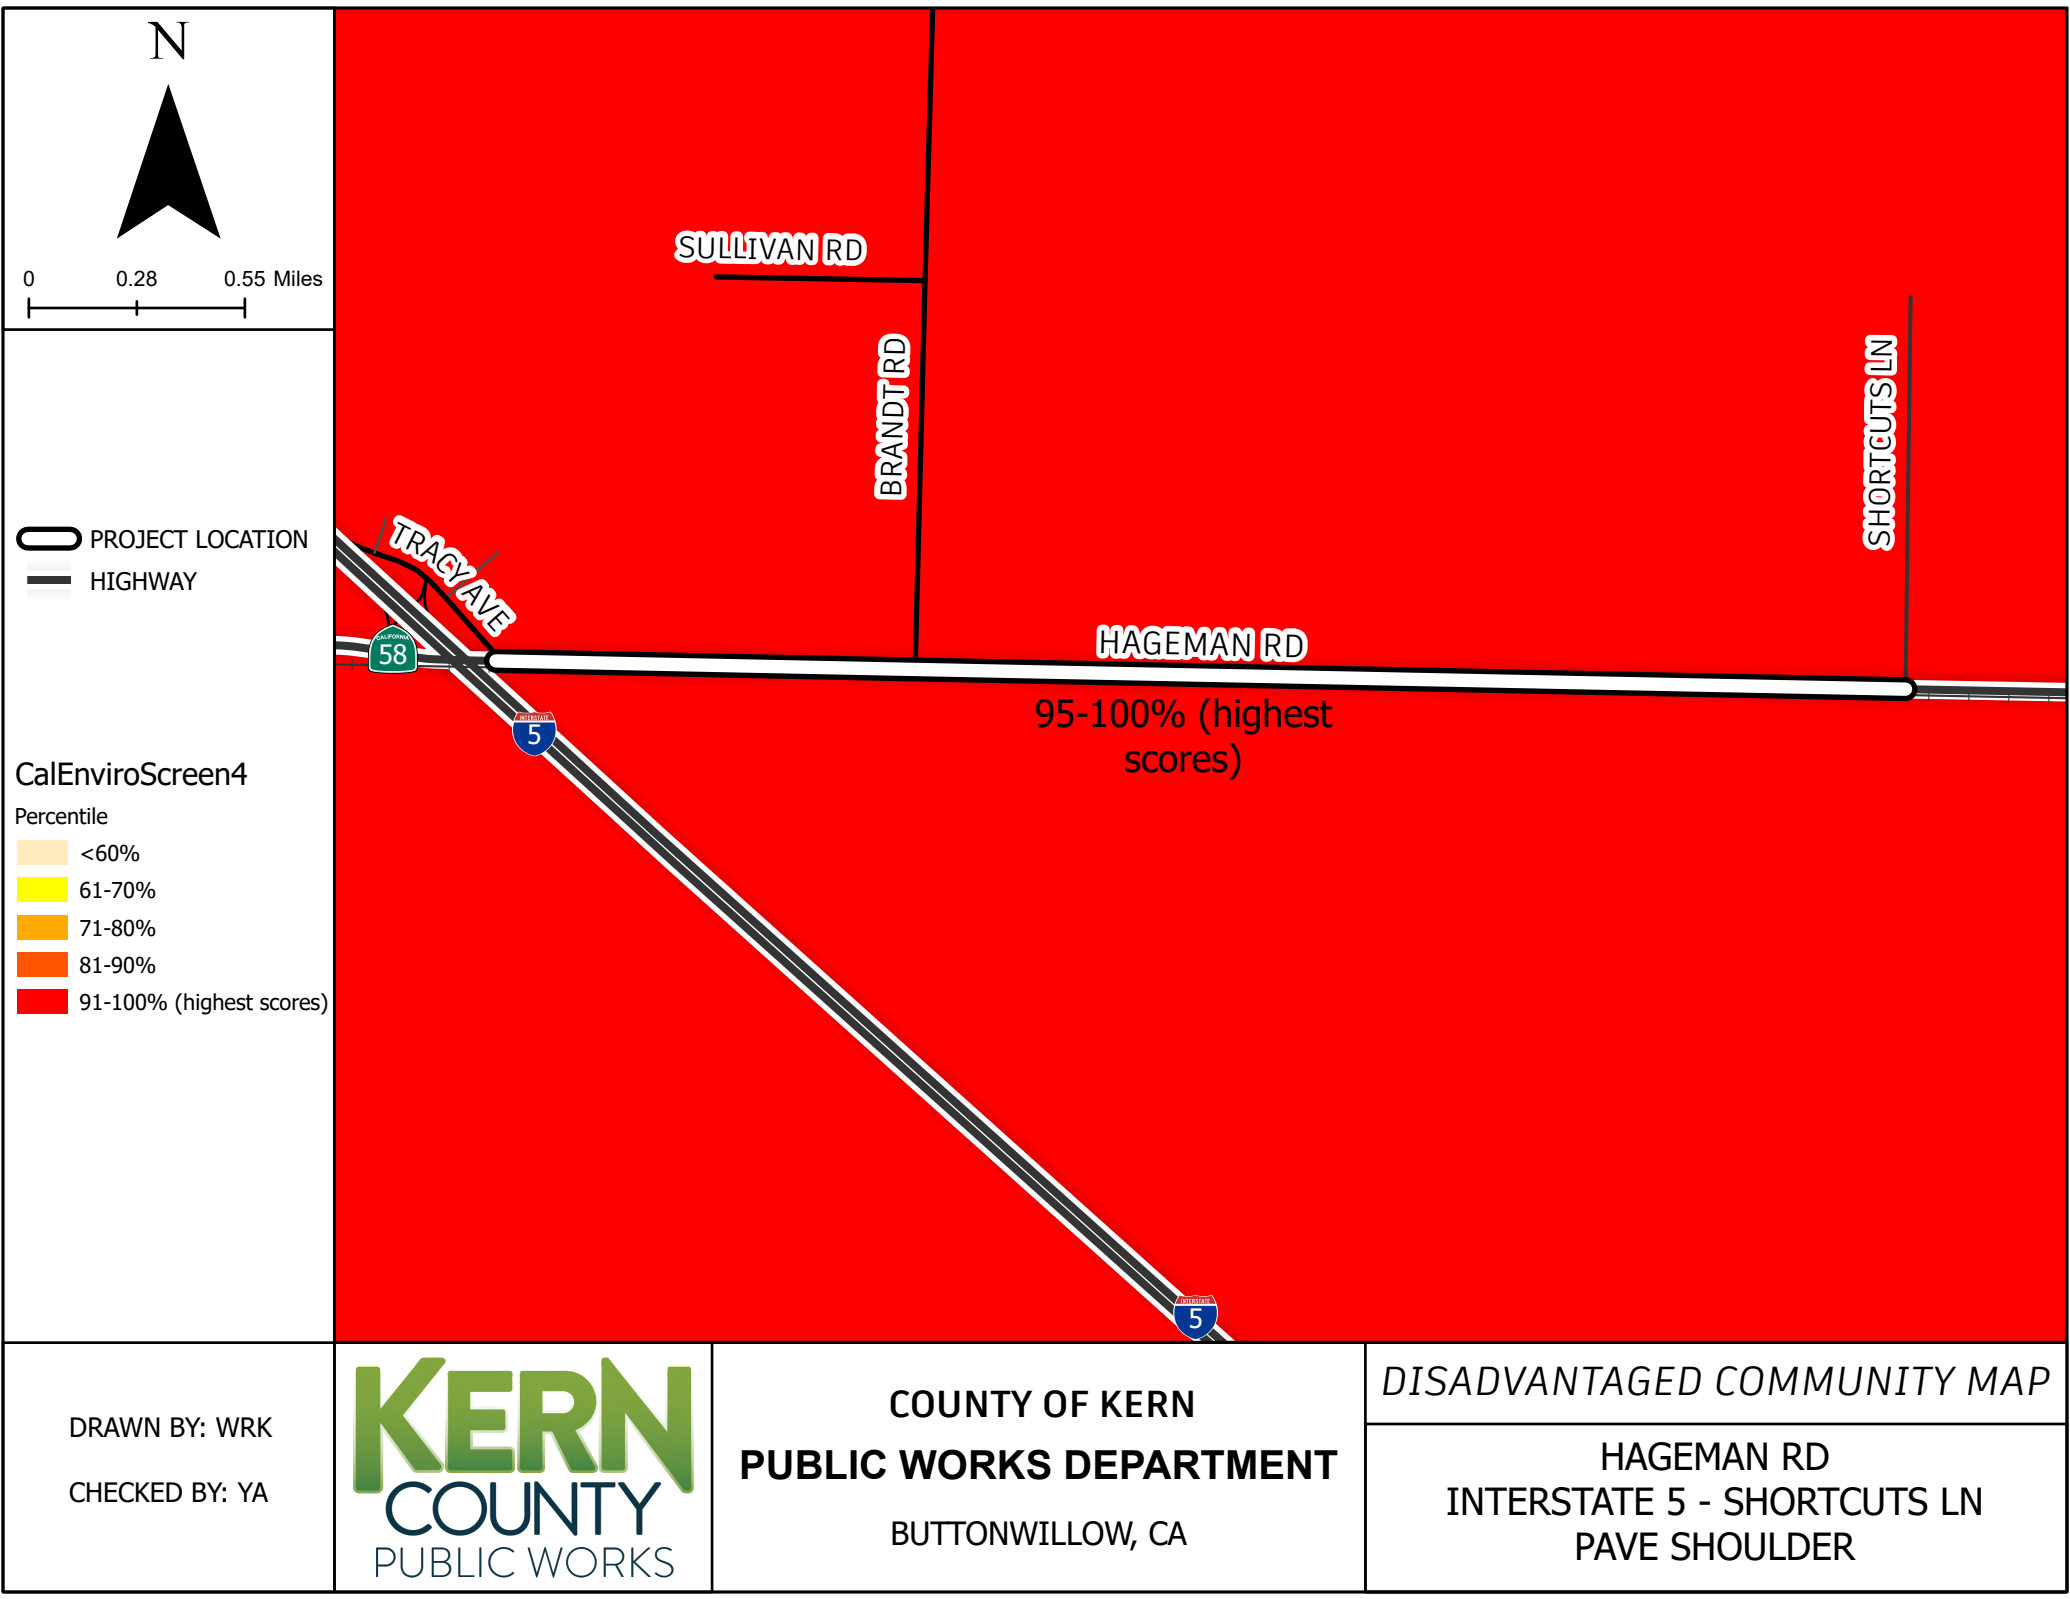 N
0 0.28 0.55 Miles
PROJECT LOCATION
HIGHWAY
CalEnviroScreen4
Percentile
<60%
61-70%
71-80%
81-90%
91-100% (highest scores)
SULLIVAN RD
BRANDT RD
SHORTCUTS LN
TRACY AVE
HAGEMAN RD
CALIFORNIA
58
95-100% (highest
scores)
INTERSTATE
5
INTERSTATE
5
DRAWN BY: WRK
CHECKED BY: YA
KERN
COUNTY
PUBLIC WORKS
COUNTY OF KERN
PUBLIC WORKS DEPARTMENT
BUTTONWILLOW, CA
DISADVANTAGED COMMUNITY MAP
HAGEMAN RD
INTERSTATE 5 - SHORTCUTS LN
PAVE SHOULDER